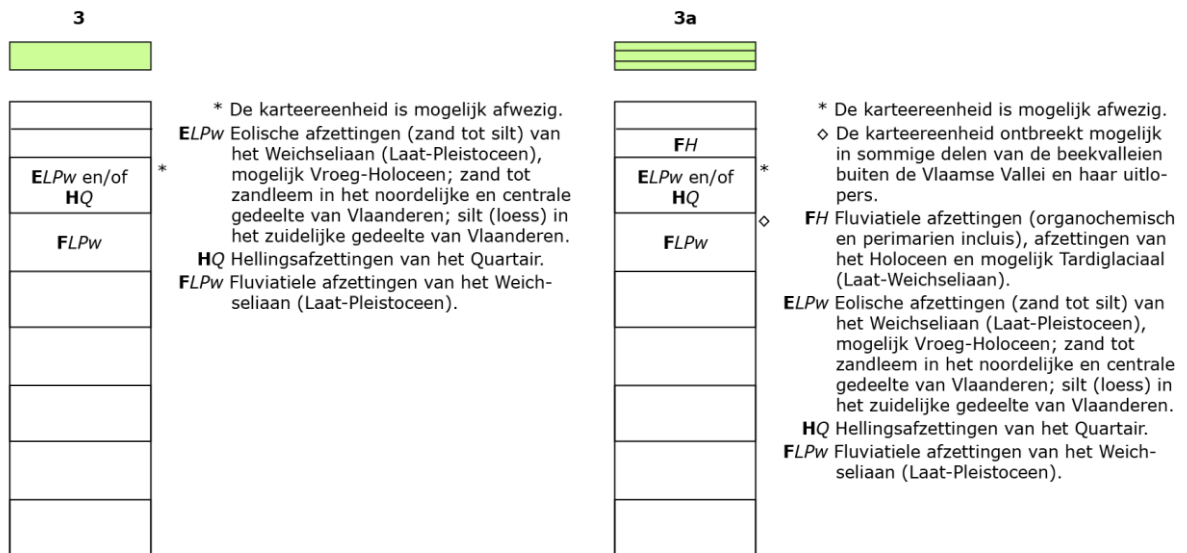 3
* De karteereenheid is mogelijk afwezig.
ELPw Eolische afzettingen (zand tot silt) van
het Weichseliaan (Laat-Pleistoceen),
mogelijk Vroeg-Holoceen; zand tot
zandleem in het noordelijke en centrale
gedeelte van Vlaanderen; silt (loess) in
het zuidelijke gedeelte van Vlaanderen.
HQ Hellingsafzettingen van het Quartair.
FLPw Fluviatiele afzettingen van het Weich-
seliaan (Laat-Pleistoceen).
ELPw en/of *
HQ
FLPw
3a
* De karteereenheid is mogelijk afwezig.
◇ De karteereenheid ontbreekt mogelijk
in sommige delen van de beekvalleien
buiten de Vlaamse Vallei en haar uitlo-
pers.
FH Fluviatiele afzettingen (organochemisch
en perimarien incluis), afzettingen van
het Holoceen en mogelijk Tardiglaciaal
(Laat-Weichseliaan).
ELPw Eolische afzettingen (zand tot silt) van
het Weichseliaan (Laat-Pleistoceen),
mogelijk Vroeg-Holoceen; zand tot
zandleem in het noordelijke en centrale
gedeelte van Vlaanderen; silt (loess) in
het zuidelijke gedeelte van Vlaanderen.
HQ Hellingsafzettingen van het Quartair.
FLPw Fluviatiele afzettingen van het Weich-
seliaan (Laat-Pleistoceen).
FH
ELPw en/of *
HQ
◇
FLPw